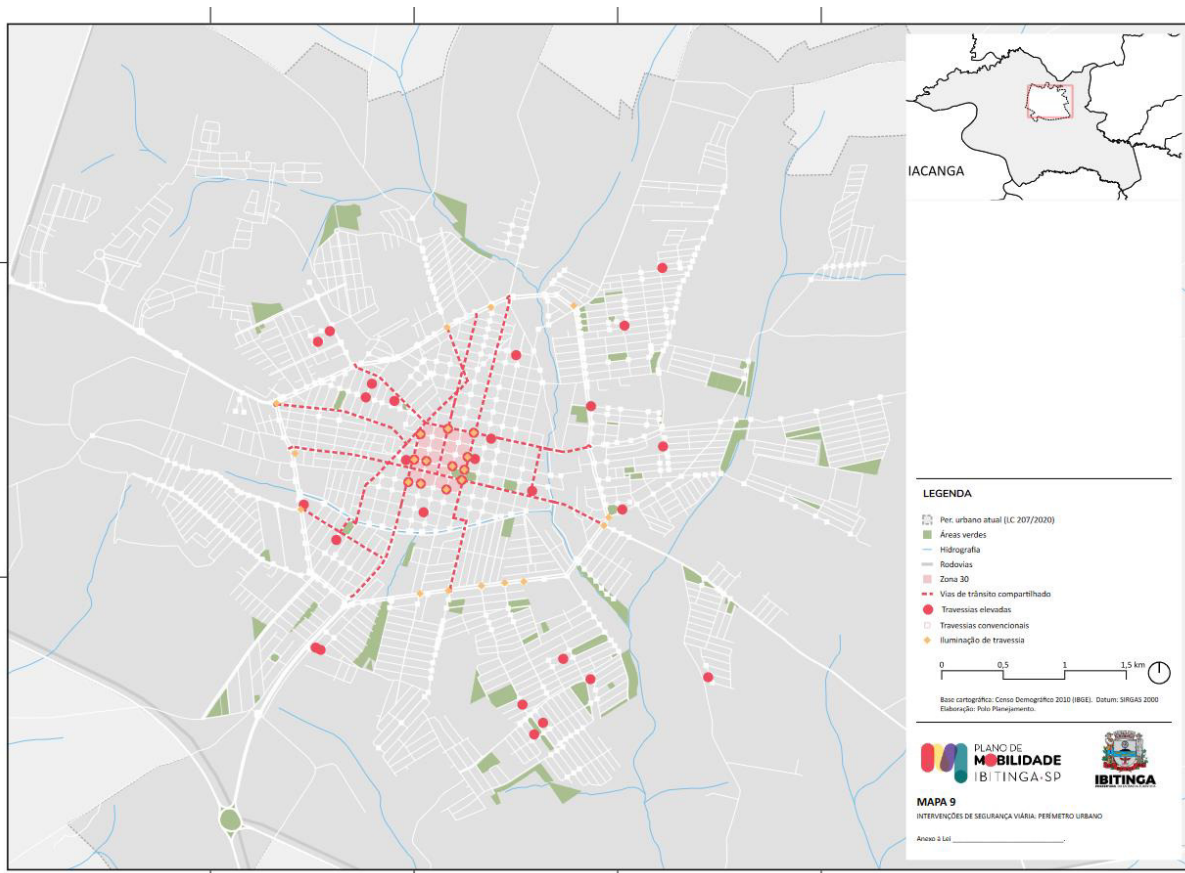 IACANGA
LEGENDA
Per. urbano atual (LC 207/2020)
Áreas verdes
Hidrografia
Rodovias
Zona 30
Vias de trânsito compartilhado
Travessias elevadas
Travessias convencionais
Iluminação de travessia
0 0,5 1 1,5 km
Base cartográfica: Censo Demográfico 2010 (IBGE). Datum: SIRGAS 2000
Elaboração: Polo Planejamento.
PLANO DE
MOBILIDADE
IBITINGA-SP
IBITINGA
MAPA 9
INTERVENÇÕES DE SEGURANÇA VIÁRIA: PERÍMETRO URBANO
Anexo à Lei ______________________________.